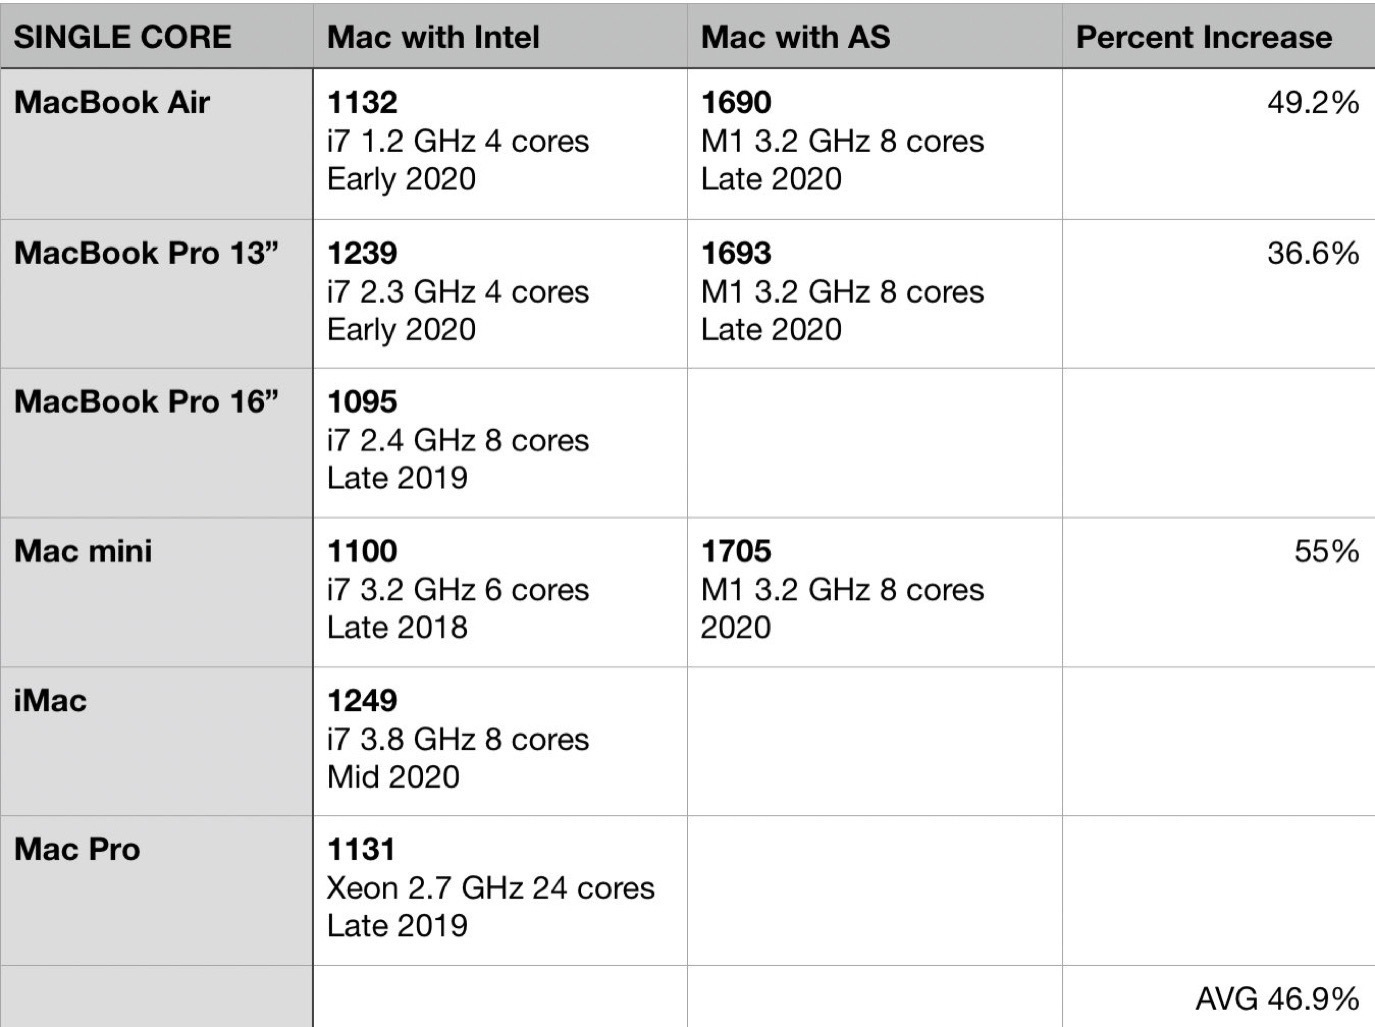 SINGLE CORE Mac with Intel Mac with AS Percent Increase
MacBook Air 1132 1690 49.2%
i7 1.2 GHz 4 cores M1 3.2 GHz 8 cores
Early 2020 Late 2020
MacBook Pro 13” 1239 1693 36.6%
i7 2.3 GHz 4 cores M1 3.2 GHz 8 cores
Early 2020 Late 2020
MacBook Pro 16” 1095
i7 2.4 GHz 8 cores
Late 2019
Mac mini 1100 1705 55%
i7 3.2 GHz 6 cores M1 3.2 GHz 8 cores
Late 2018 2020
iMac 1249
i7 3.8 GHz 8 cores
Mid 2020
Mac Pro 1131
Xeon 2.7 GHz 24 cores
Late 2019
AVG 46.9%